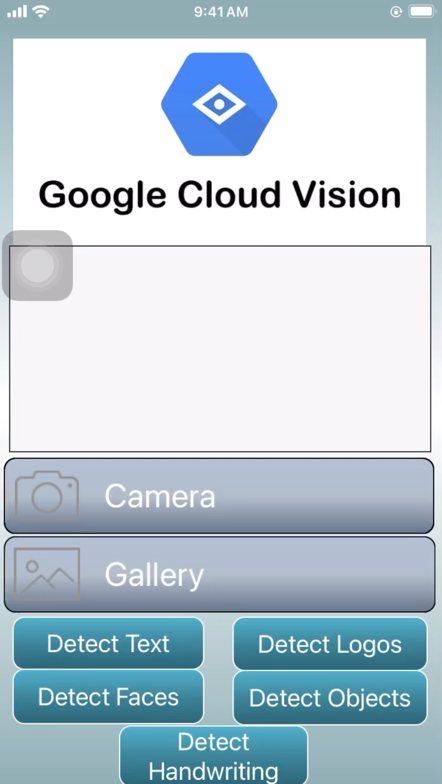 9:41 AM
Google Cloud Vision
Camera
Gallery
Detect Text
Detect Logos
Detect Faces
Detect Objects
Detect
Handwriting